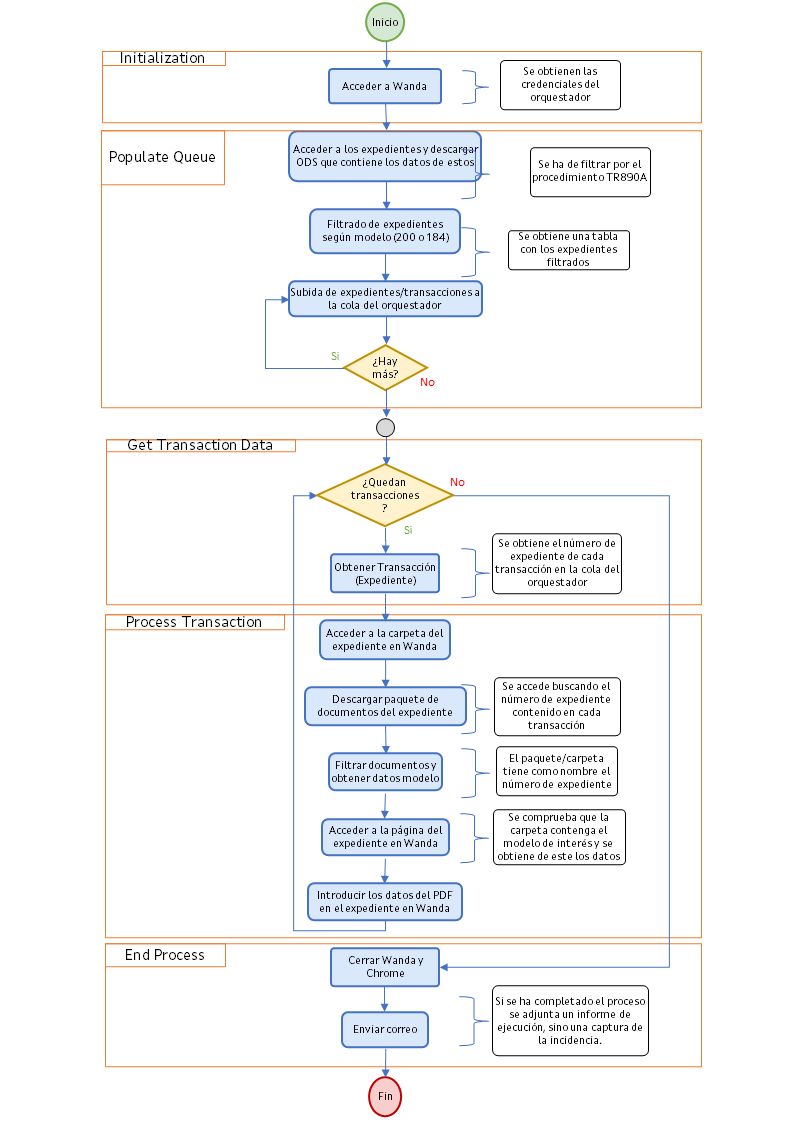 Inicio
Initialization
Acceder a Wanda
Se obtienen las
credenciales del
orquestador
Populate Queue
Acceder a los expedientes y descargar
ODS que contiene los datos de estos
Se ha de filtrar por el
procedimiento TR890A
Filtrado de expedientes
según modelo (200 o 184)
Se obtiene una tabla
con los expedientes
filtrados
Subida de expedientes/transacciones a
la cola del orquestador
Si
¿Hay
más?
No
Get Transaction Data
¿Quedan
transacciones
?
No
Si
Obtener Transacción
(Expediente)
Se obtiene el número de
expediente de cada
transacción en la cola del
orquestador
Process Transaction
Acceder a la carpeta del
expediente en Wanda
Descargar paquete de
documentos del expediente
Se accede buscando el
número de expediente
contenido en cada
transacción
Filtrar documentos y
obtener datos modelo
El paquete/carpeta
tiene como nombre el
número de expediente
Acceder a la página del
expediente en Wanda
Se comprueba que la
carpeta contenga el
modelo de interés y se
obtiene de este los datos
Introducir los datos del PDF
en el expediente en Wanda
End Process
Cerrar Wanda y
Chrome
Enviar correo
Si se ha completado el proceso
se adjunta un informe de
ejecución, sino una captura de
la incidencia.
Fin